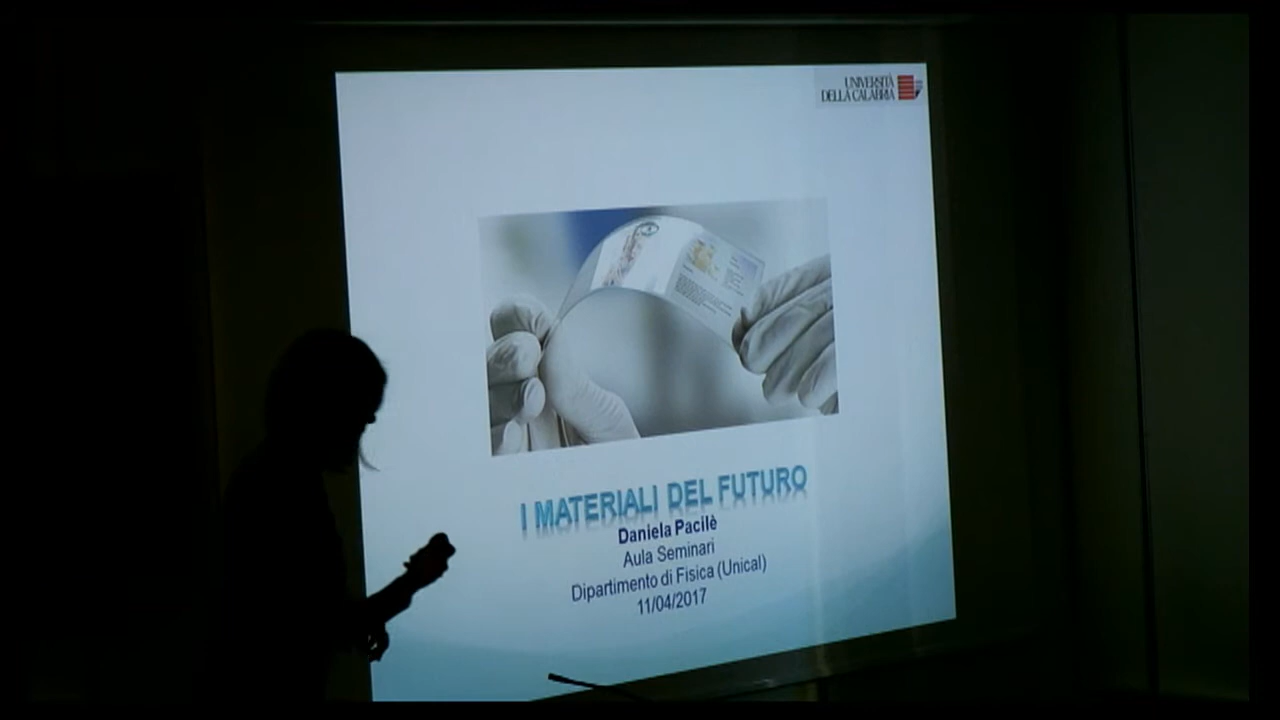 UNIVERSITÀ
DELLA CALABRIA
I MATERIALI DEL FUTURO
Daniela Pacilè
Aula Seminari
Dipartimento di Fisica (Unical)
11/04/2017